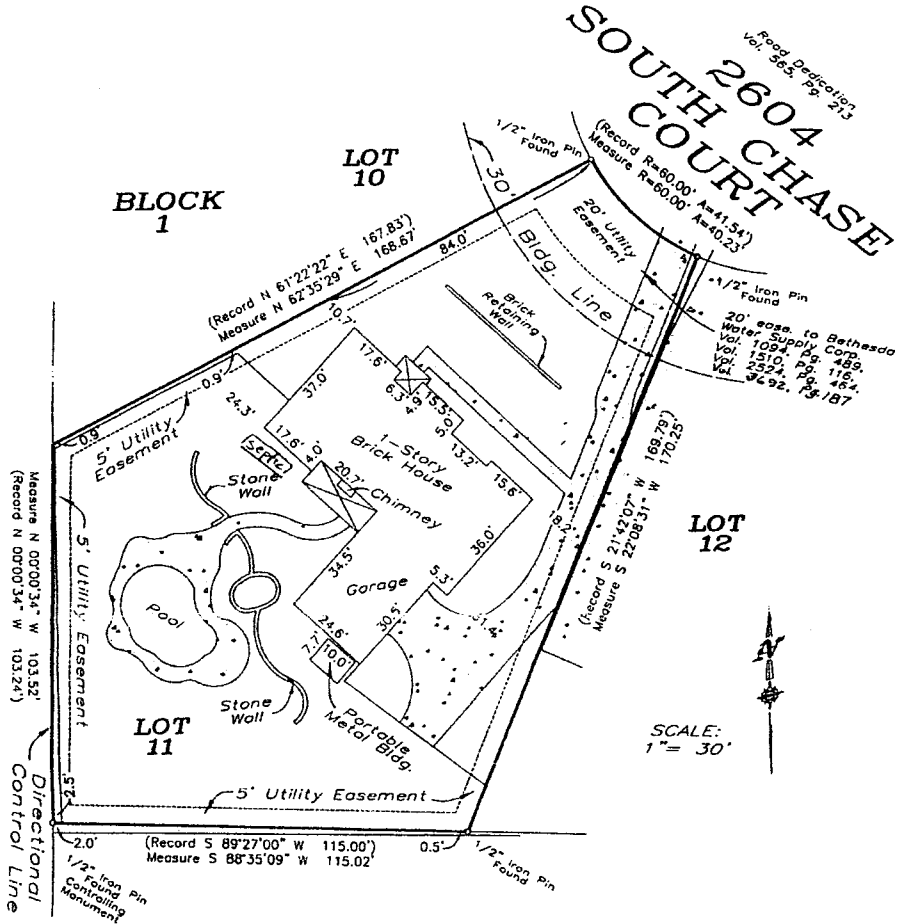 Road Dedication
Vol. 565, Pg. 213
2604
SOUTH CHASE
COURT
(Record R=60.00' A=41.54')
Measure R=60.00' A=40.23'
1/2" Iron Pin
Found
30'
LOT
10
BLOCK
1
(Record N 61°22'22" E 167.83')
Measure N 62°35'29" E 168.67'
84.0'
20' Utility
Easement
Bldg. Line
1/2" Iron Pin
Found
20' ease. to Bethesda
Water Supply Corp.
Vol. 1094, Pg. 489,
Vol. 1510, Pg. 116,
Vol. 2524, Pg. 464,
Vol. 3692, Pg. 187
Brick
Retaining
Wall
10.7'
0.9'
0.9'
24.3'
37.0'
17.6'
6.3'
4.9'
15.5'
5.0'
13.2'
15.6'
1-Story
Brick House
5' Utility
Easement
17.6'
4.0'
20.7'
Septic
Chimney
Stone
Wall
(Record S 21°42'07" W 169.79')
Measure S 22°08'31" W 170.25'
LOT
12
18.2'
36.0'
34.5'
Garage
5.3'
30.5'
31.4'
24.6'
7.7'
10.0'
Pool
Measure N 00°00'34" W 103.52'
(Record N 00°00'34" W 103.24')
5' Utility Easement
Stone
Wall
Portable
Metal Bldg.
LOT
11
N
SCALE:
1"= 30'
2.5'
5' Utility Easement
Directional
Control Line
2.0'
(Record S 89°27'00" W 115.00')
Measure S 88°35'09" W 115.02'
0.5'
1/2" Iron Pin
Found
Controlling
Monument
1/2" Iron Pin
Found